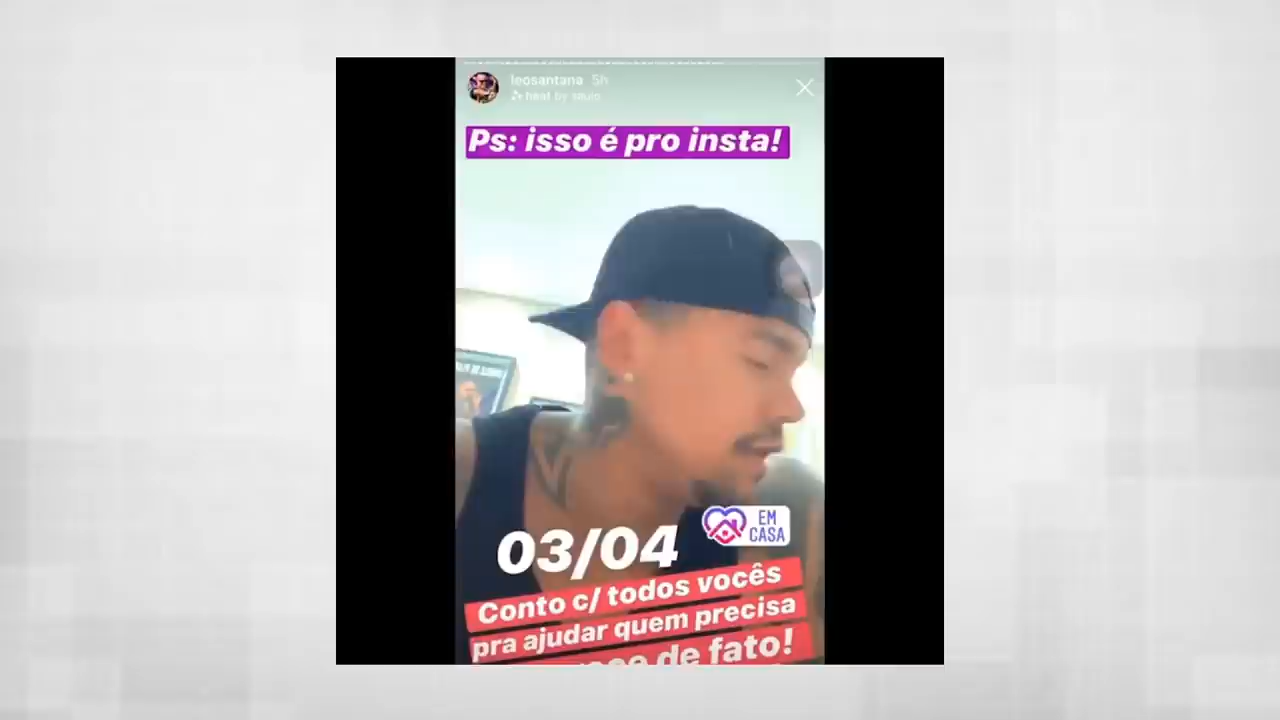 leosantana 5h
heat by saulo
Ps: isso é pro insta!
EM
CASA
03/04
Conto c/ todos vocês
pra ajudar quem precisa
de fato!